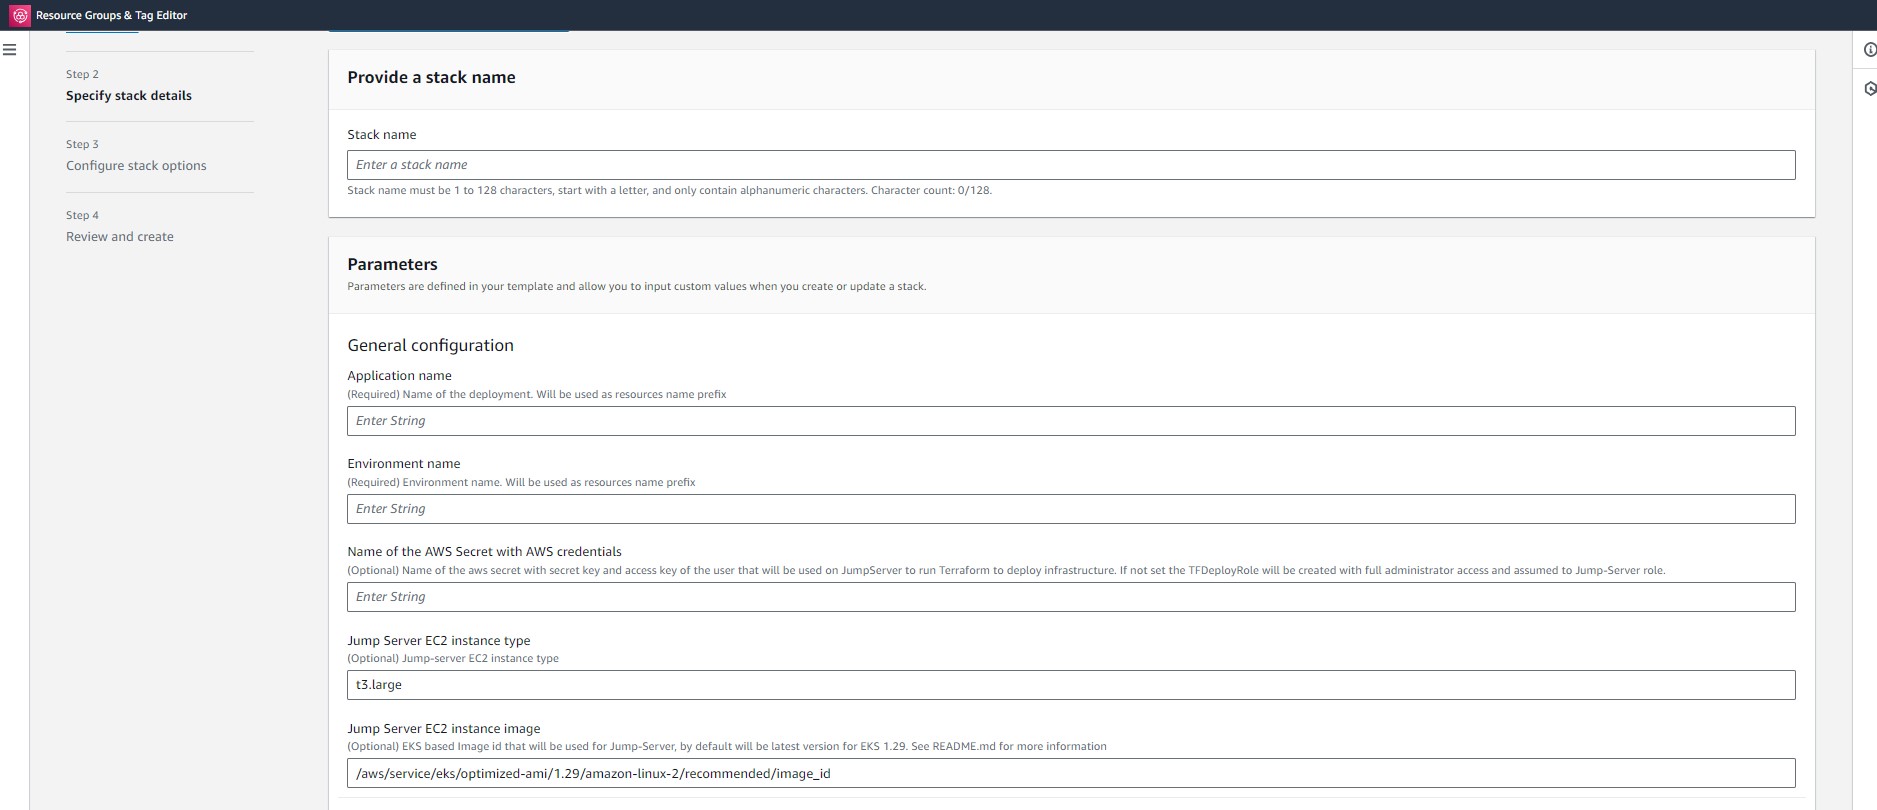 Resource Groups & Tag Editor
Step 2
Specify stack details
Step 3
Configure stack options
Step 4
Review and create
Provide a stack name
Stack name
Enter a stack name
Stack name must be 1 to 128 characters, start with a letter, and only contain alphanumeric characters. Character count: 0/128.
Parameters
Parameters are defined in your template and allow you to input custom values when you create or update a stack.
General configuration
Application name
(Required) Name of the deployment. Will be used as resources name prefix
Enter String
Environment name
(Required) Environment name. Will be used as resources name prefix
Enter String
Name of the AWS Secret with AWS credentials
(Optional) Name of the aws secret with secret key and access key of the user that will be used on JumpServer to run Terraform to deploy infrastructure. If not set the TFDeployRole will be created with full administrator access and assumed to Jump-Server role.
Enter String
Jump Server EC2 instance type
(Optional) Jump-server EC2 instance type
t3.large
Jump Server EC2 instance image
(Optional) EKS based Image id that will be used for Jump-Server, by default will be latest version for EKS 1.29. See README.md for more information
/aws/service/eks/optimized-ami/1.29/amazon-linux-2/recommended/image_id